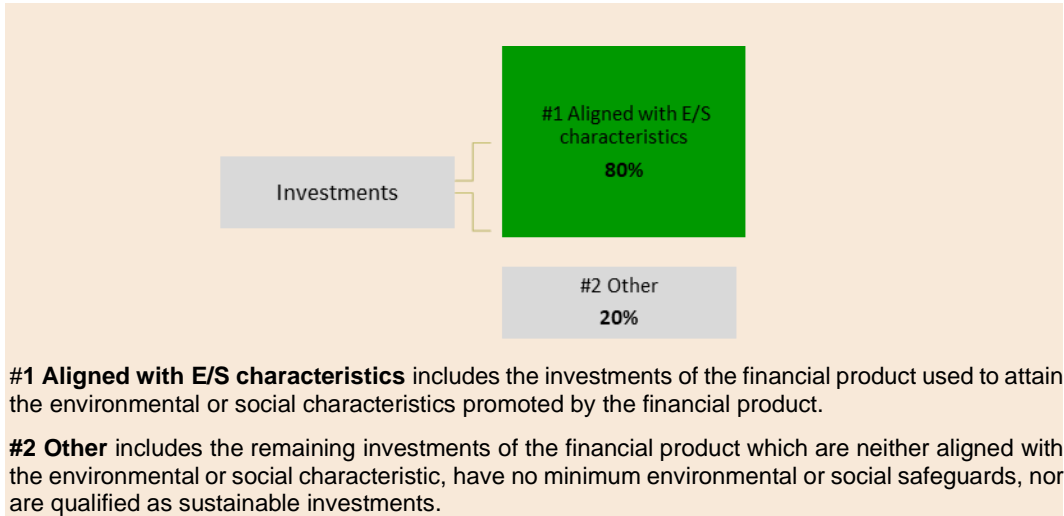 #1 Aligned with E/S
characteristics
80%
Investments
#2 Other
20%
#1 Aligned with E/S characteristics includes the investments of the financial product used to attain
the environmental or social characteristics promoted by the financial product.
#2 Other includes the remaining investments of the financial product which are neither aligned with
the environmental or social characteristic, have no minimum environmental or social safeguards, nor
are qualified as sustainable investments.